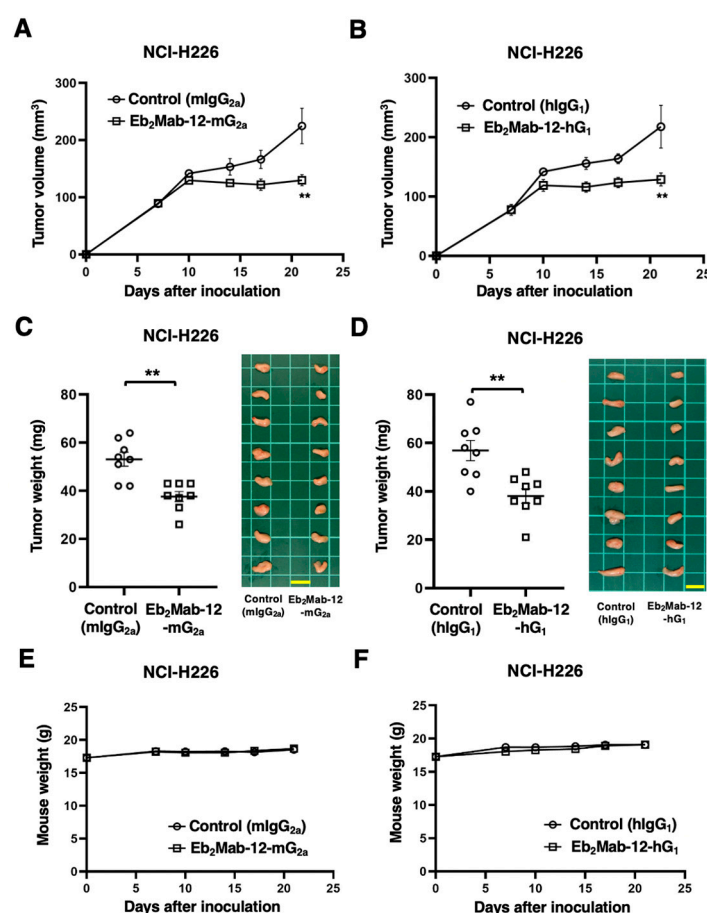 A
NCI-H226
Tumor volume (mm³)
300
200
100
0
Control (mIgG₂ₐ)
Eb₂Mab-12-mG₂ₐ
**
0 5 10 15 20 25
Days after inoculation
B
NCI-H226
Tumor volume (mm³)
300
200
100
0
Control (hIgG₁)
Eb₂Mab-12-hG₁
**
0 5 10 15 20 25
Days after inoculation
C
NCI-H226
Tumor weight (mg)
80
60
40
20
0
**
Control
(mIgG₂ₐ)
Eb₂Mab-12
-mG₂ₐ
Control
(mIgG₂ₐ)
Eb₂Mab-12
-mG₂ₐ
D
NCI-H226
Tumor weight (mg)
80
60
40
20
0
**
Control
(hIgG₁)
Eb₂Mab-12
-hG₁
Control
(hIgG₁)
Eb₂Mab-12
-hG₁
E
NCI-H226
Mouse weight (g)
25
20
15
10
5
0
Control (mIgG₂ₐ)
Eb₂Mab-12-mG₂ₐ
0 5 10 15 20 25
Days after inoculation
F
NCI-H226
Mouse weight (g)
25
20
15
10
5
0
Control (hIgG₁)
Eb₂Mab-12-hG₁
0 5 10 15 20 25
Days after inoculation